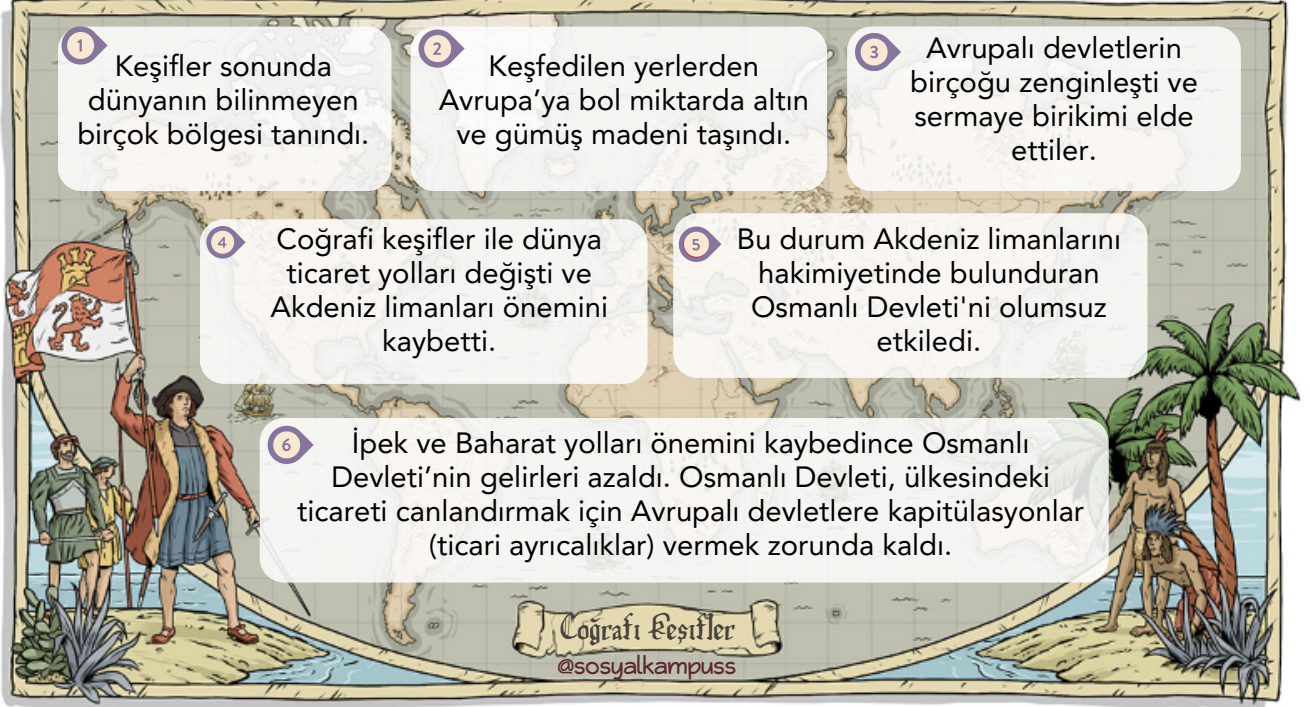 1
Keşifler sonunda
dünyanın bilinmeyen
birçok bölgesi tanındı.
2
Keşfedilen yerlerden
Avrupa’ya bol miktarda altın
ve gümüş madeni taşındı.
3
Avrupalı devletlerin
birçoğu zenginleşti ve
sermaye birikimi elde
ettiler.
4
Coğrafi keşifler ile dünya
ticaret yolları değişti ve
Akdeniz limanları önemini
kaybetti.
5
Bu durum Akdeniz limanlarını
hakimiyetinde bulunduran
Osmanlı Devleti'ni olumsuz
etkiledi.
6
İpek ve Baharat yolları önemini kaybedince Osmanlı
Devleti’nin gelirleri azaldı. Osmanlı Devleti, ülkesindeki
ticareti canlandırmak için Avrupalı devletlere kapitülasyonlar
(ticari ayrıcalıklar) vermek zorunda kaldı.
Coğrafi Keşifler
@sosyalkampuss